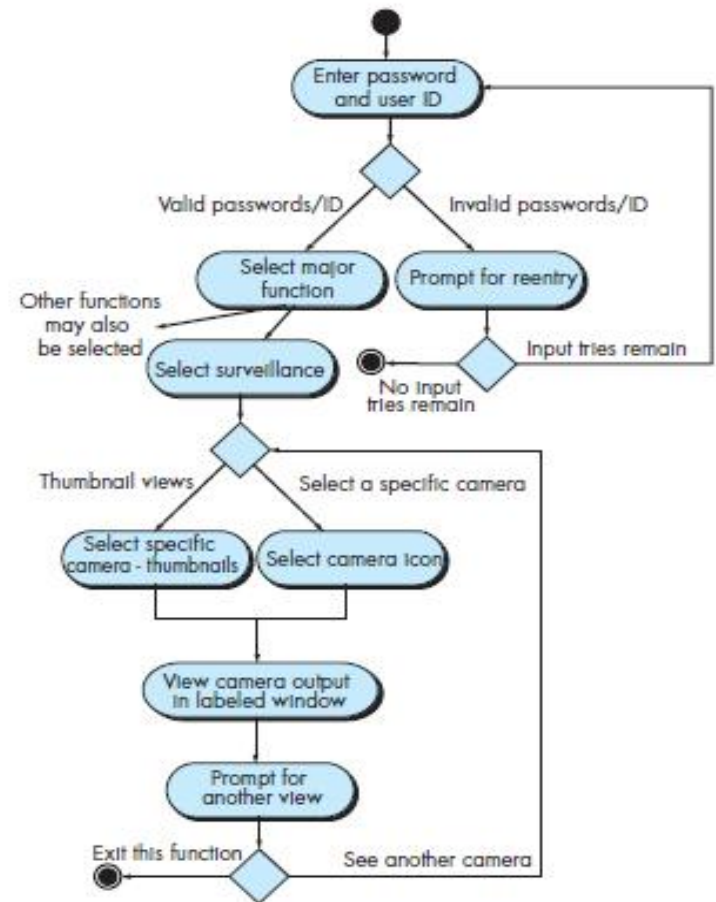 Enter password
and user ID
Valid passwords/ID
Invalid passwords/ID
Select major
function
Prompt for reentry
Other functions
may also
be selected
Input tries remain
No input
tries remain
Select surveillance
Thumbnail views
Select a specific camera
Select specific
camera - thumbnails
Select camera icon
View camera output
in labeled window
Prompt for
another view
Exit this function
See another camera